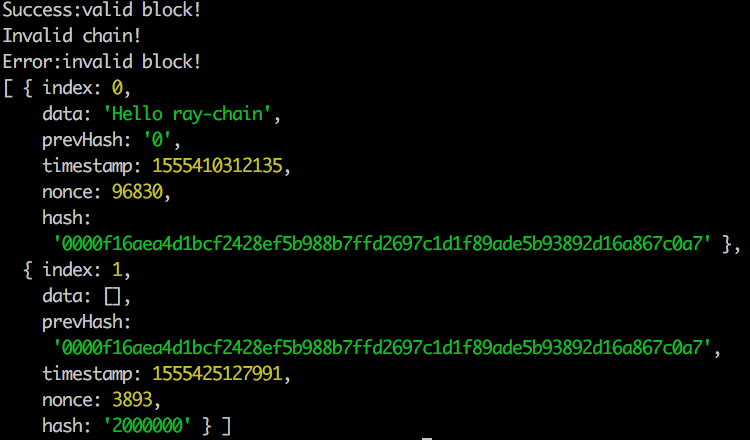 Success:valid block!
Invalid chain!
Error:invalid block!
[ { index: 0,
data: 'Hello ray-chain',
prevHash: '0',
timestamp: 1555410312135,
nonce: 96830,
hash:
'0000f16aea4d1bcf2428ef5b988b7ffd2697c1d1f89ade5b93892d16a867c0a7' },
{ index: 1,
data: [],
prevHash:
'0000f16aea4d1bcf2428ef5b988b7ffd2697c1d1f89ade5b93892d16a867c0a7',
timestamp: 1555425127991,
nonce: 3893,
hash: '2000000' } ]